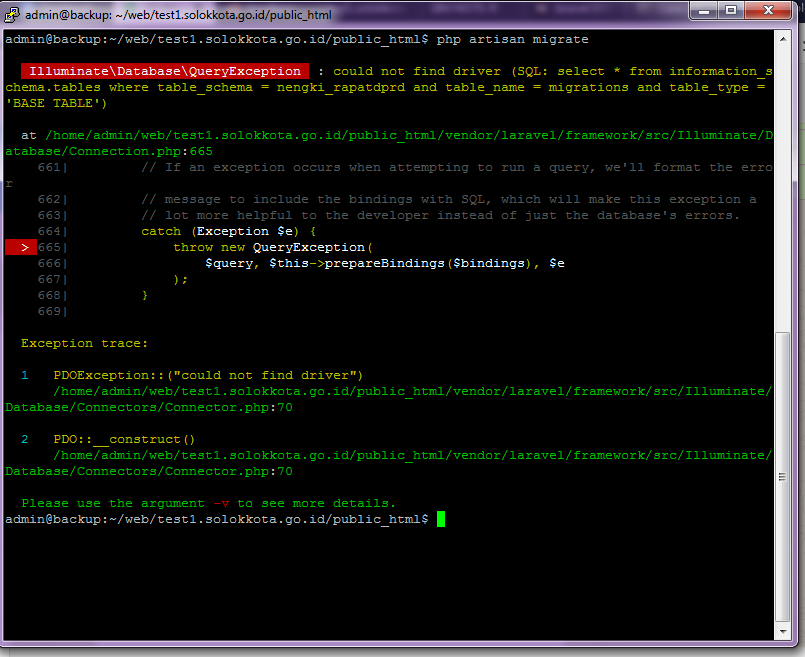 admin@backup: ~/web/test1.solokkota.go.id/public_html
admin@backup:~/web/test1.solokkota.go.id/public_html$ php artisan migrate
Illuminate\Database\QueryException : could not find driver (SQL: select * from information_s
chema.tables where table_schema = nengki_rapatdprd and table_name = migrations and table_type =
'BASE TABLE')
at /home/admin/web/test1.solokkota.go.id/public_html/vendor/laravel/framework/src/Illuminate/D
atabase/Connection.php:665
661| // If an exception occurs when attempting to run a query, we'll format the erro
r
662| // message to include the bindings with SQL, which will make this exception a
663| // lot more helpful to the developer instead of just the database's errors.
664| catch (Exception $e) {
> 665| throw new QueryException(
666| $query, $this->prepareBindings($bindings), $e
667| );
668| }
669|
Exception trace:
1 PDOException::("could not find driver")
/home/admin/web/test1.solokkota.go.id/public_html/vendor/laravel/framework/src/Illuminate/
Database/Connectors/Connector.php:70
2 PDO::__construct()
/home/admin/web/test1.solokkota.go.id/public_html/vendor/laravel/framework/src/Illuminate/
Database/Connectors/Connector.php:70
Please use the argument -v to see more details.
admin@backup:~/web/test1.solokkota.go.id/public_html$